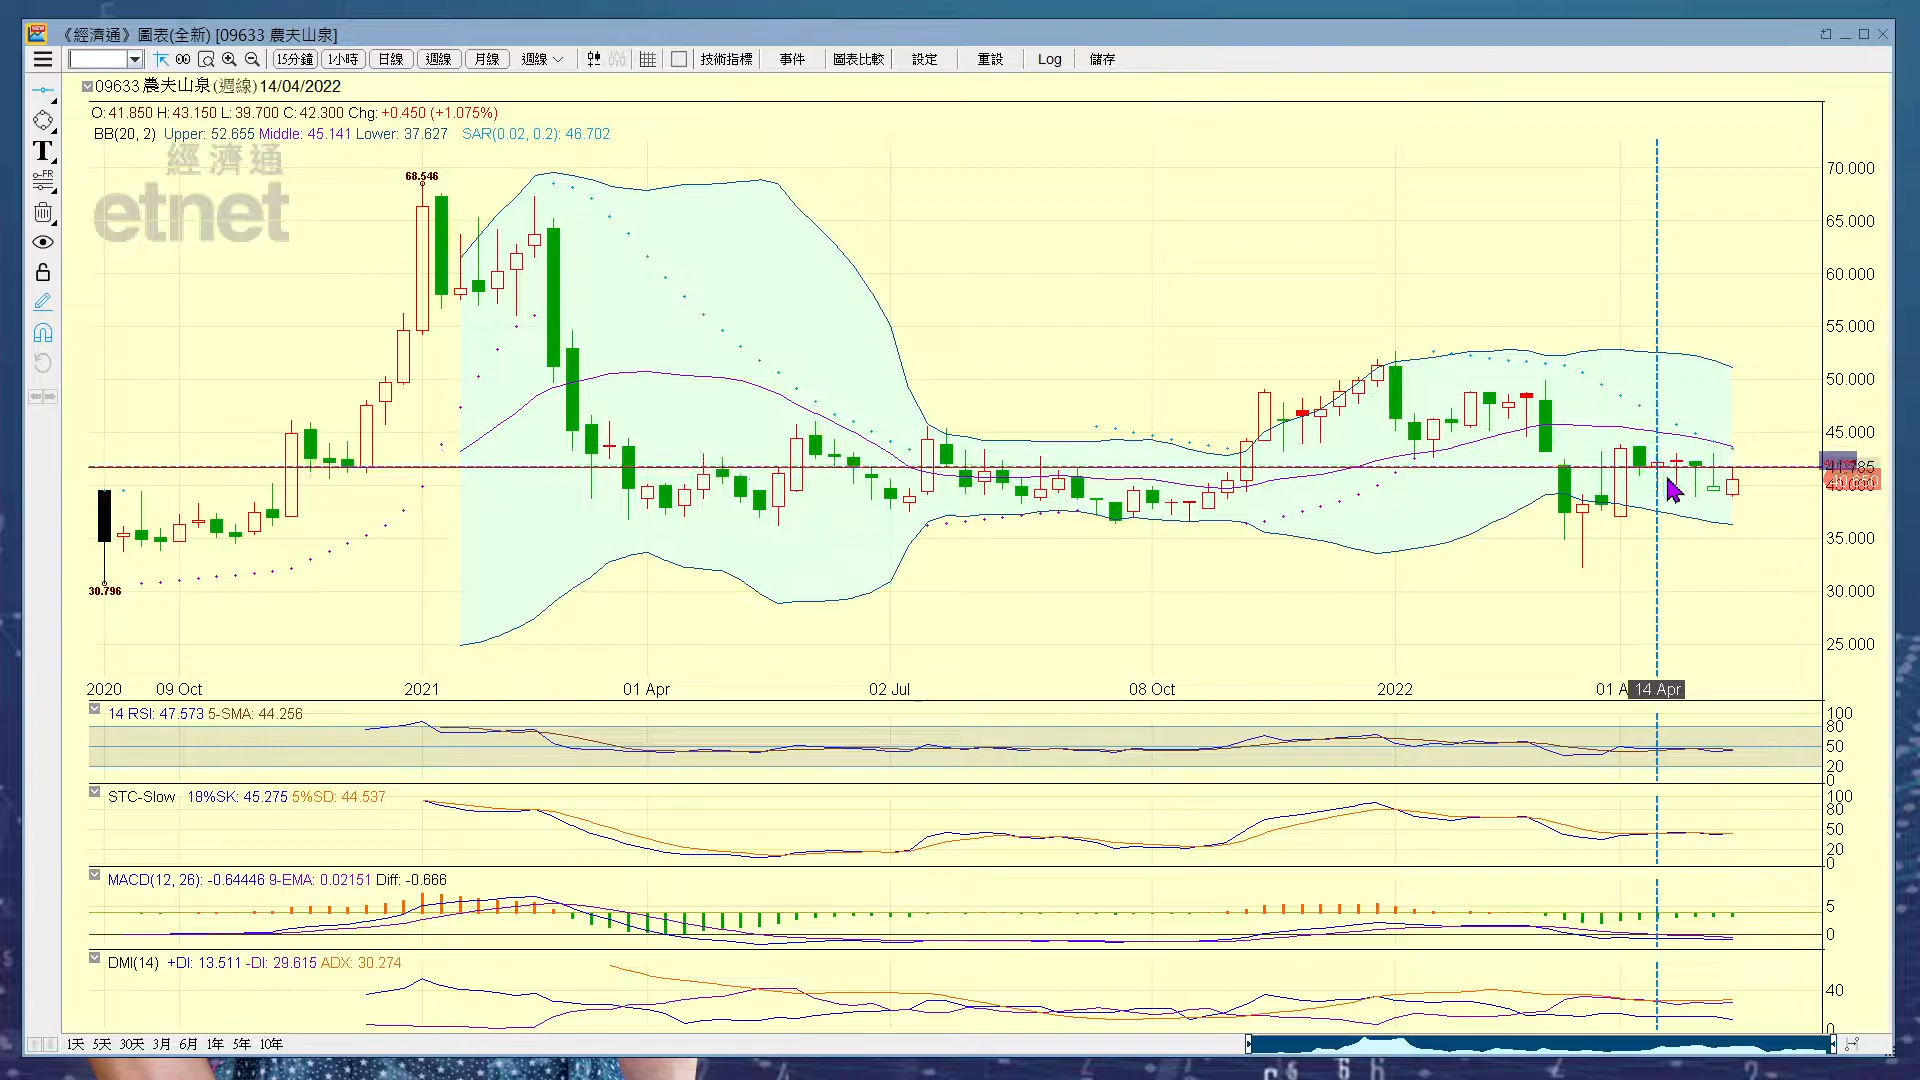 《經濟通》圖表(全新) [09633 農夫山泉]
15分鐘 1小時 日線 週線 月線 週線 技術指標 事件 圖表比較 設定 重設 Log 儲存
09633 農夫山泉(週線) 14/04/2022
O: 41.850 H: 43.150 L: 39.700 C: 42.300 Chg: +0.450 (+1.075%)
BB(20, 2) Upper: 52.655 Middle: 45.141 Lower: 37.627 SAR(0.02, 0.2): 46.702
經濟通
etnet
T
FR
68.546
30.796
70.000
65.000
60.000
55.000
50.000
45.000
40.650
35.000
30.000
25.000
2020 09 Oct 2021 01 Apr 02 Jul 08 Oct 2022 01 A 14 Apr
14 RSI: 47.573 5-SMA: 44.256
100
80
50
20
0
STC-Slow 18%SK: 45.275 5%SD: 44.537
100
80
50
20
0
MACD(12, 26): -0.64446 9-EMA: 0.02151 Diff: -0.666
5
0
DMI(14) +DI: 13.511 -DI: 29.615 ADX: 30.274
40
0
1天 5天 30天 3月 6月 1年 5年 10年